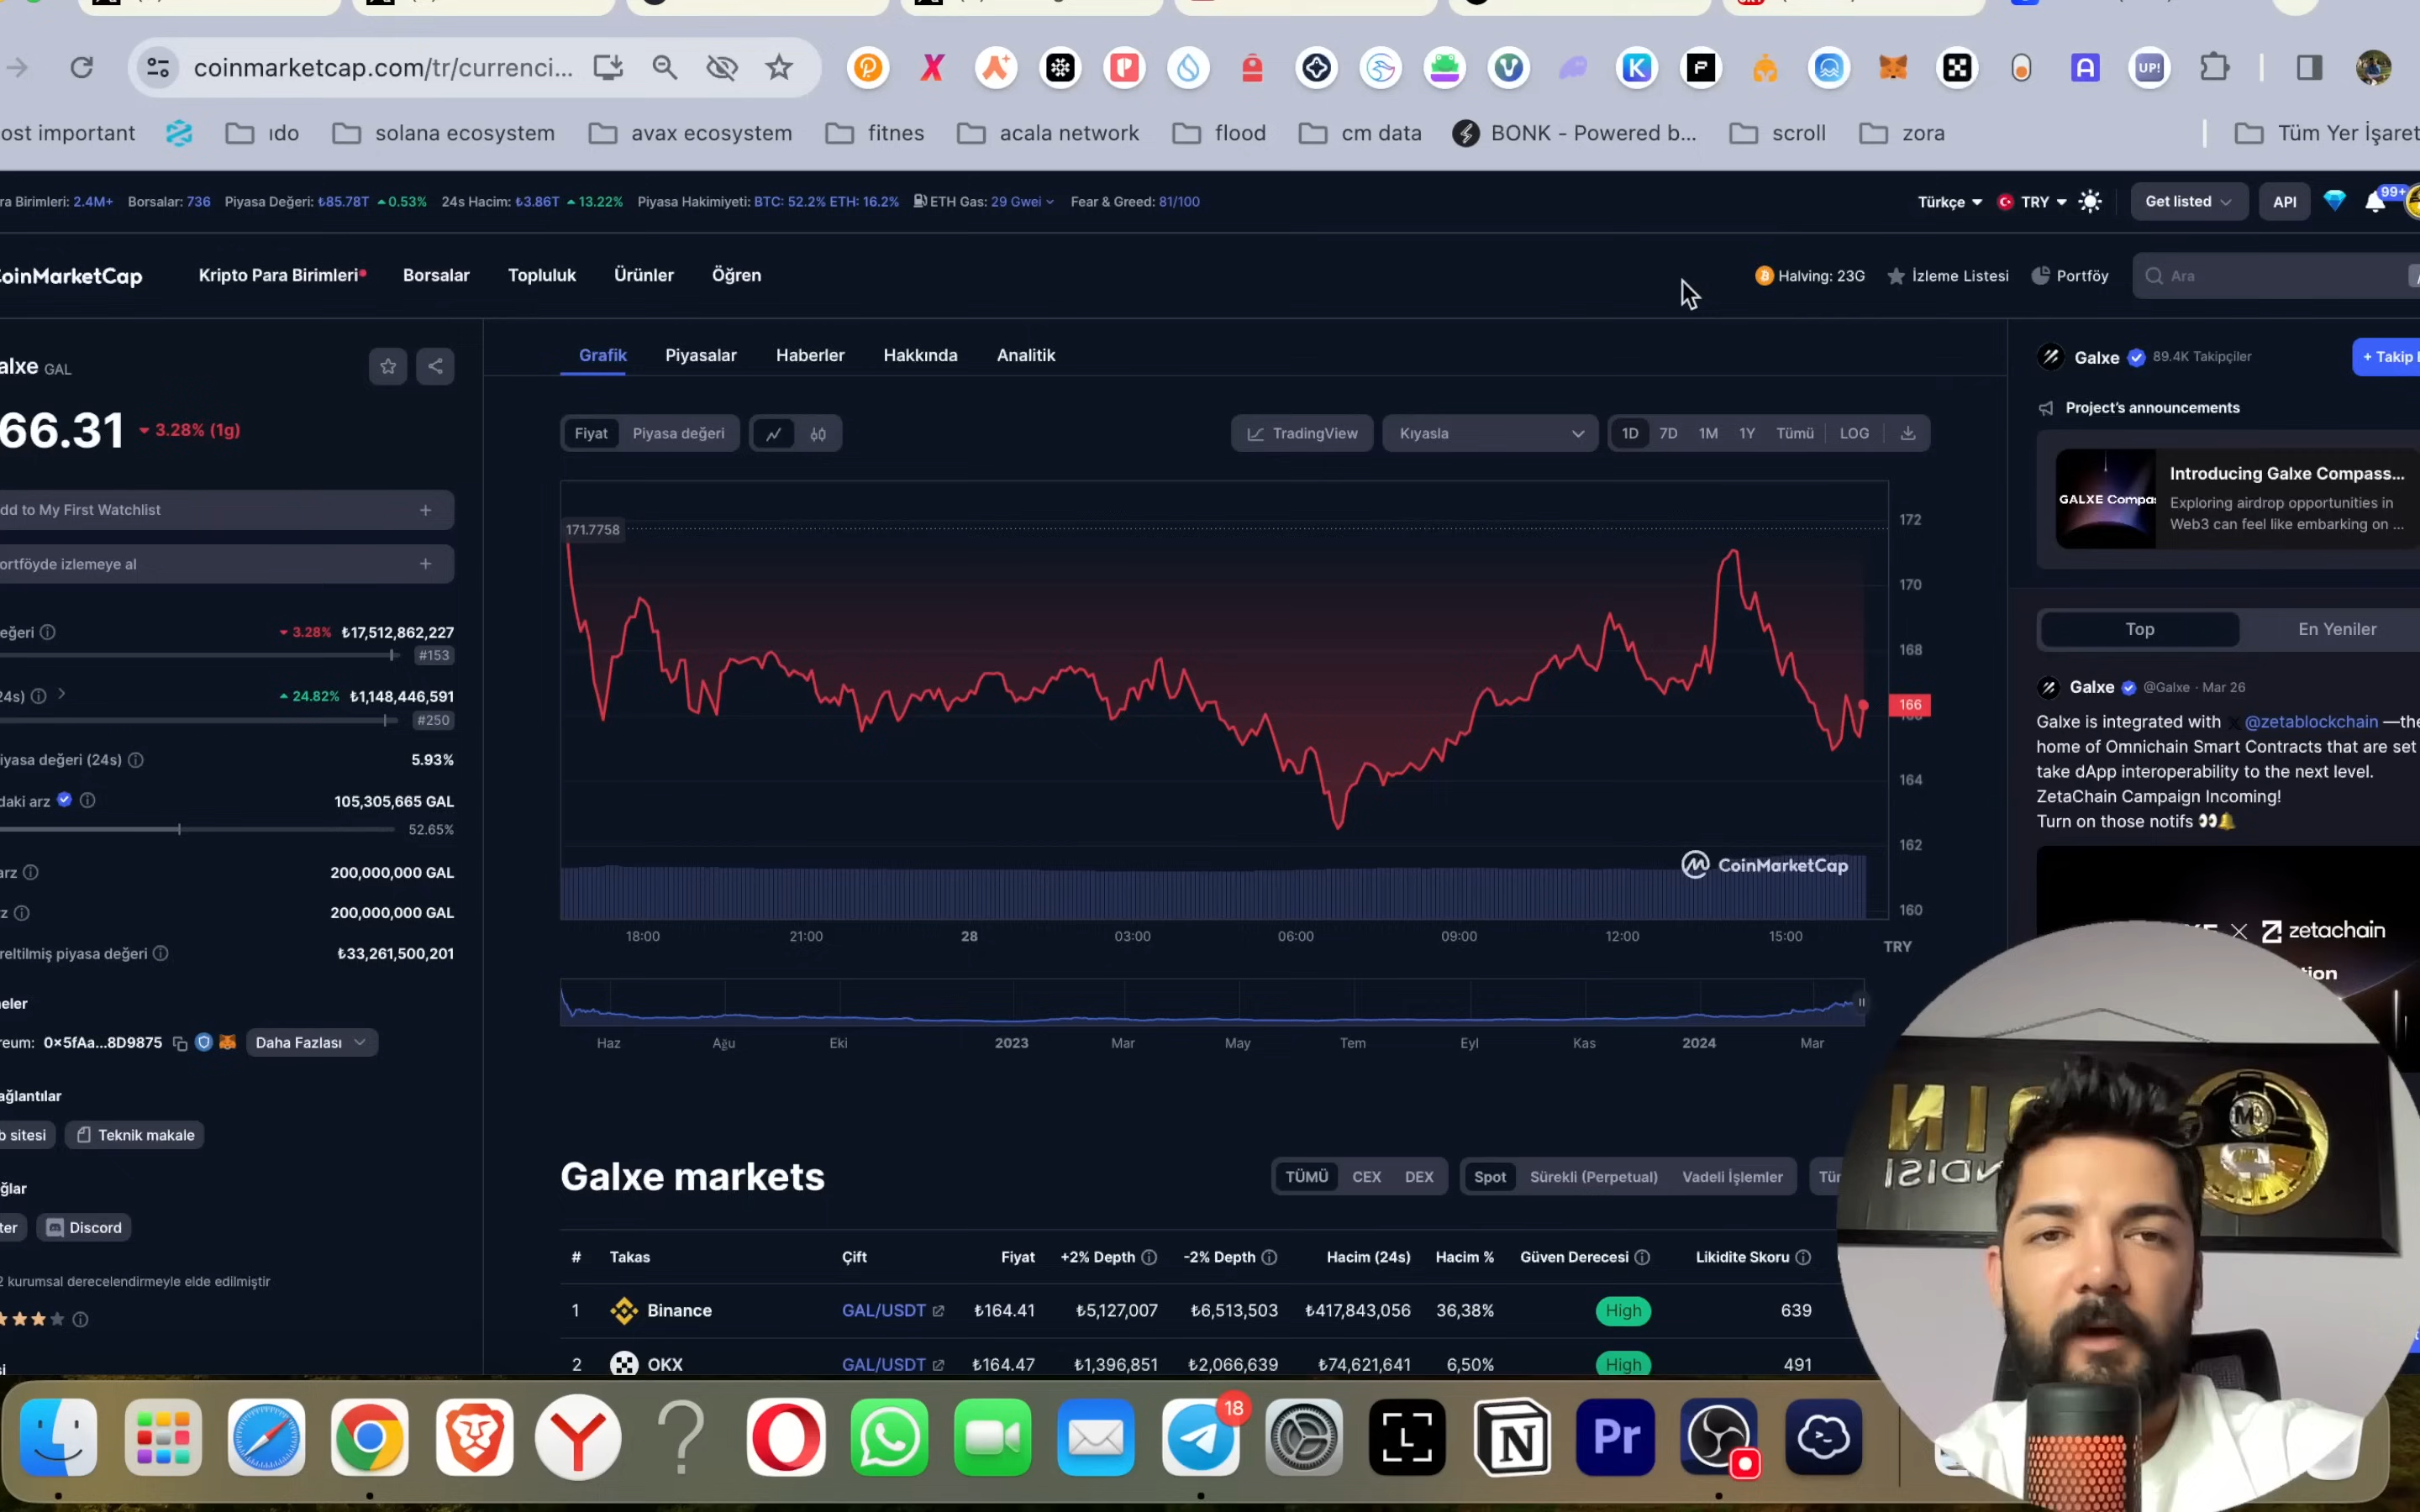 coinmarketcap.com/tr/currenci...
UP!
ost important
ıdo
solana ecosystem
avax ecosystem
fitnes
acala network
flood
cm data
BONK - Powered b...
scroll
zora
Tüm Yer İşaret
ra Birimleri: 2.4M+ Borsalar: 736 Piyasa Değeri: ₺85.78T 0.53% 24s Hacim: ₺3.86T 13.22% Piyasa Hakimiyeti: BTC: 52.2% ETH: 16.2% ETH Gas: 29 Gwei Fear & Greed: 81/100
Türkçe TRY Get listed API 99+
CoinMarketCap Kripto Para Birimleri Borsalar Topluluk Ürünler Öğren
Halving: 23G İzleme Listesi Portföy Ara
alxe GAL
66.31 3.28% (1g)
dd to My First Watchlist +
ortföyde izlemeye al +
eğeri 3.28% ₺17,512,862,227
#153
24s) 24.82% ₺1,148,446,591
#250
iyasa değeri (24s) 5.93%
daki arz 105,305,665 GAL
52.65%
arz 200,000,000 GAL
z 200,000,000 GAL
reltilmiş piyasa değeri ₺33,261,500,201
eler
reum: 0x5fAa...8D9875 Daha Fazlası
ağlantılar
b sitesi Teknik makale
ğlar
ter Discord
2 kurumsal derecelendirmeyle elde edilmiştir
Grafik Piyasalar Haberler Hakkında Analitik
Fiyat Piyasa değeri
TradingView Kıyasla 1D 7D 1M 1Y Tümü LOG
171.7758
172
170
168
166
164
162
160
CoinMarketCap
18:00 21:00 28 03:00 06:00 09:00 12:00 15:00
TRY
Haz Ağu Eki 2023 Mar May Tem Eyl Kas 2024 Mar
Galxe markets
TÜMÜ CEX DEX Spot Sürekli (Perpetual) Vadeli İşlemler Tür
# Takas Çift Fiyat +2% Depth -2% Depth Hacim (24s) Hacim % Güven Derecesi Likidite Skoru
1 Binance GAL/USDT ₺164.41 ₺5,127,007 ₺6,513,503 ₺417,843,056 36,38% High 639
2 OKX GAL/USDT ₺164.47 ₺1,396,851 ₺2,066,639 ₺74,621,641 6,50% High 491
Galxe 89.4K Takipçiler + Takip
Project's announcements
GALXE Compas
Introducing Galxe Compass...
Exploring airdrop opportunities in
Web3 can feel like embarking on ...
Top En Yeniler
Galxe @Galxe · Mar 26
Galxe is integrated with @zetablockchain —the
home of Omnichain Smart Contracts that are set
take dApp interoperability to the next level.
ZetaChain Campaign Incoming!
Turn on those notifs
zetachain
tion
18
Pr